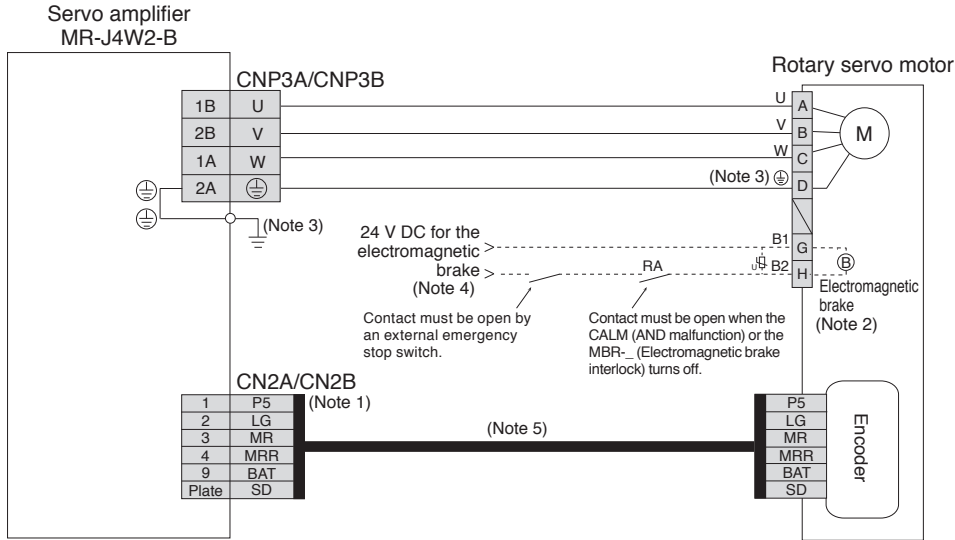 Servo amplifier
MR-J4W2-B
Rotary servo motor
CNP3A/CNP3B
1B U
2B V
1A W
2A
U A
V B
W C
(Note 3) D
M
(Note 3)
24 V DC for the
electromagnetic
brake
(Note 4)
RA
B1 G
U B2 H
B
Electromagnetic
brake
(Note 2)
Contact must be open by
an external emergency
stop switch.
Contact must be open when the
CALM (AND malfunction) or the
MBR-_ (Electromagnetic brake
interlock) turns off.
CN2A/CN2B
(Note 1)
1 P5
2 LG
3 MR
4 MRR
9 BAT
Plate SD
(Note 5)
P5
LG
MR
MRR
BAT
SD
Encoder